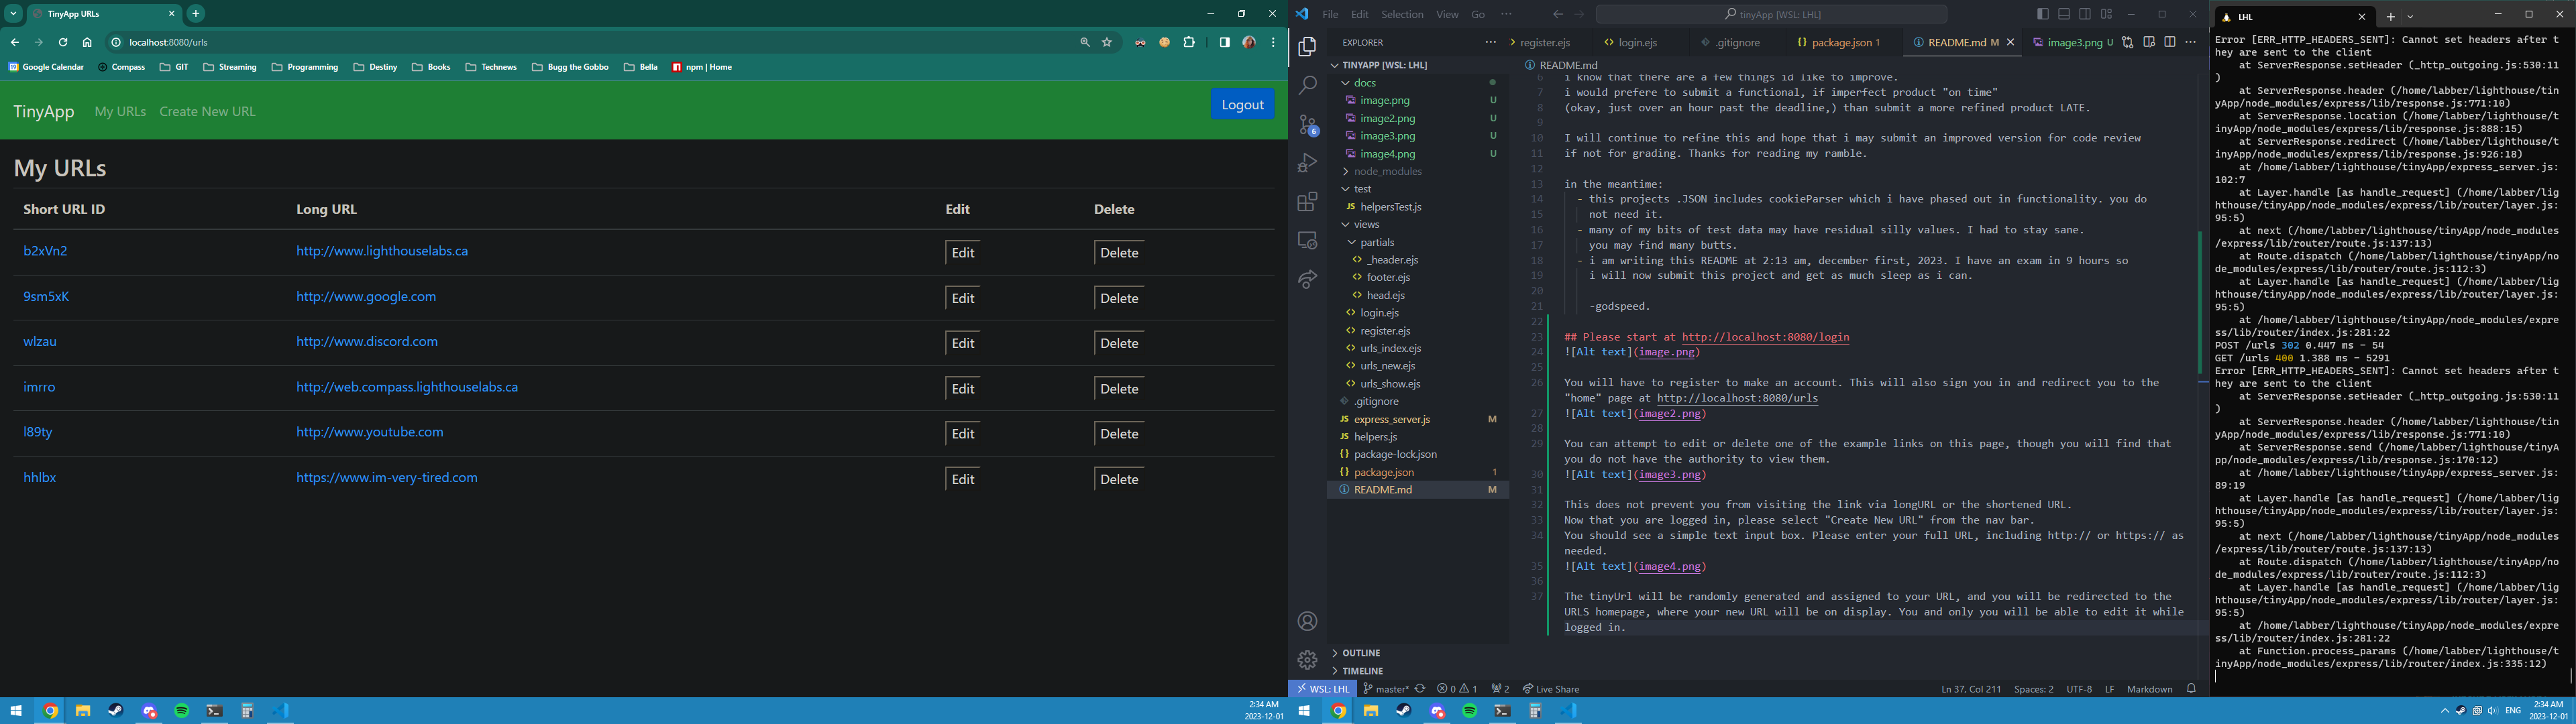 TinyApp URLs
localhost:8080/urls
Google Calendar
Compass
GIT
Streaming
Programming
Destiny
Books
Technews
Bugg the Gobbo
Bella
npm | Home
TinyApp
My URLs
Create New URL
Logout
My URLs
Short URL ID Long URL Edit Delete
b2xVn2 http://www.lighthouselabs.ca Edit Delete
9sm5xK http://www.google.com Edit Delete
wlzau http://www.discord.com Edit Delete
imrro http://web.compass.lighthouselabs.ca Edit Delete
l89ty http://www.youtube.com Edit Delete
hhlbx https://www.im-very-tired.com Edit Delete
2:34 AM
2023-12-01
File Edit Selection View Go ···
tinyApp [WSL: LHL]
EXPLORER
register.ejs
login.ejs
.gitignore
package.json 1
README.md M
image3.png U
TINYAPP [WSL: LHL]
docs
image.png U
image2.png U
image3.png U
image4.png U
node_modules
test
helpersTest.js
views
partials
_header.ejs
footer.ejs
head.ejs
login.ejs
register.ejs
urls_index.ejs
urls_new.ejs
urls_show.ejs
.gitignore
express_server.js M
helpers.js
package-lock.json
package.json 1
README.md M
OUTLINE
TIMELINE
README.md
6 i know that there are a few things id like to improve.
7 i would prefere to submit a functional, if imperfect product "on time"
8 (okay, just over an hour past the deadline,) than submit a more refined product LATE.
9
10 I will continue to refine this and hope that i may submit an improved version for code review
11 if not for grading. Thanks for reading my ramble.
12
13 in the meantime:
14 - this projects .JSON includes cookieParser which i have phased out in functionality. you do
15 not need it.
16 - many of my bits of test data may have residual silly values. I had to stay sane.
17 you may find many butts.
18 - i am writing this README at 2:13 am, december first, 2023. I have an exam in 9 hours so
19 i will now submit this project and get as much sleep as i can.
20
21 -godspeed.
22
23 ## Please start at http://localhost:8080/login
24 ![Alt text](image.png)
25
26 You will have to register to make an account. This will also sign you in and redirect you to the
"home" page at http://localhost:8080/urls
27 ![Alt text](image2.png)
28
29 You can attempt to edit or delete one of the example links on this page, though you will find that
you do not have the authority to view them.
30 ![Alt text](image3.png)
31
32 This does not prevent you from visiting the link via longURL or the shortened URL.
33 Now that you are logged in, please select "Create New URL" from the nav bar.
34 You should see a simple text input box. Please enter your full URL, including http:// or https:// as
needed.
35 ![Alt text](image4.png)
36
37 The tinyUrl will be randomly generated and assigned to your URL, and you will be redirected to the
URLS homepage, where your new URL will be on display. You and only you will be able to edit it while
logged in.
WSL: LHL master* 0 1 2 Live Share Ln 37, Col 211 Spaces: 2 UTF-8 LF Markdown
LHL
Error [ERR_HTTP_HEADERS_SENT]: Cannot set headers after t
hey are sent to the client
at ServerResponse.setHeader (_http_outgoing.js:530:11
)
at ServerResponse.header (/home/labber/lighthouse/tin
yApp/node_modules/express/lib/response.js:771:10)
at ServerResponse.location (/home/labber/lighthouse/t
inyApp/node_modules/express/lib/response.js:888:15)
at ServerResponse.redirect (/home/labber/lighthouse/t
inyApp/node_modules/express/lib/response.js:926:18)
at /home/labber/lighthouse/tinyApp/express_server.js:
102:7
at Layer.handle [as handle_request] (/home/labber/lig
hthouse/tinyApp/node_modules/express/lib/router/layer.js:
95:5)
at next (/home/labber/lighthouse/tinyApp/node_modules
/express/lib/router/route.js:137:13)
at Route.dispatch (/home/labber/lighthouse/tinyApp/no
de_modules/express/lib/router/route.js:112:3)
at Layer.handle [as handle_request] (/home/labber/lig
hthouse/tinyApp/node_modules/express/lib/router/layer.js:
95:5)
at /home/labber/lighthouse/tinyApp/node_modules/expre
ss/lib/router/index.js:281:22
POST /urls 302 0.447 ms - 54
GET /urls 400 1.388 ms - 5291
Error [ERR_HTTP_HEADERS_SENT]: Cannot set headers after t
hey are sent to the client
at ServerResponse.setHeader (_http_outgoing.js:530:11
)
at ServerResponse.header (/home/labber/lighthouse/tin
yApp/node_modules/express/lib/response.js:771:10)
at ServerResponse.send (/home/labber/lighthouse/tinyA
pp/node_modules/express/lib/response.js:170:12)
at /home/labber/lighthouse/tinyApp/express_server.js:
89:19
at Layer.handle [as handle_request] (/home/labber/lig
hthouse/tinyApp/node_modules/express/lib/router/layer.js:
95:5)
at next (/home/labber/lighthouse/tinyApp/node_modules
/express/lib/router/route.js:137:13)
at Route.dispatch (/home/labber/lighthouse/tinyApp/no
de_modules/express/lib/router/route.js:112:3)
at Layer.handle [as handle_request] (/home/labber/lig
hthouse/tinyApp/node_modules/express/lib/router/layer.js:
95:5)
at /home/labber/lighthouse/tinyApp/node_modules/expre
ss/lib/router/index.js:281:22
at Function.process_params (/home/labber/lighthouse/t
inyApp/node_modules/express/lib/router/index.js:335:12)
ENG
2:34 AM
2023-12-01